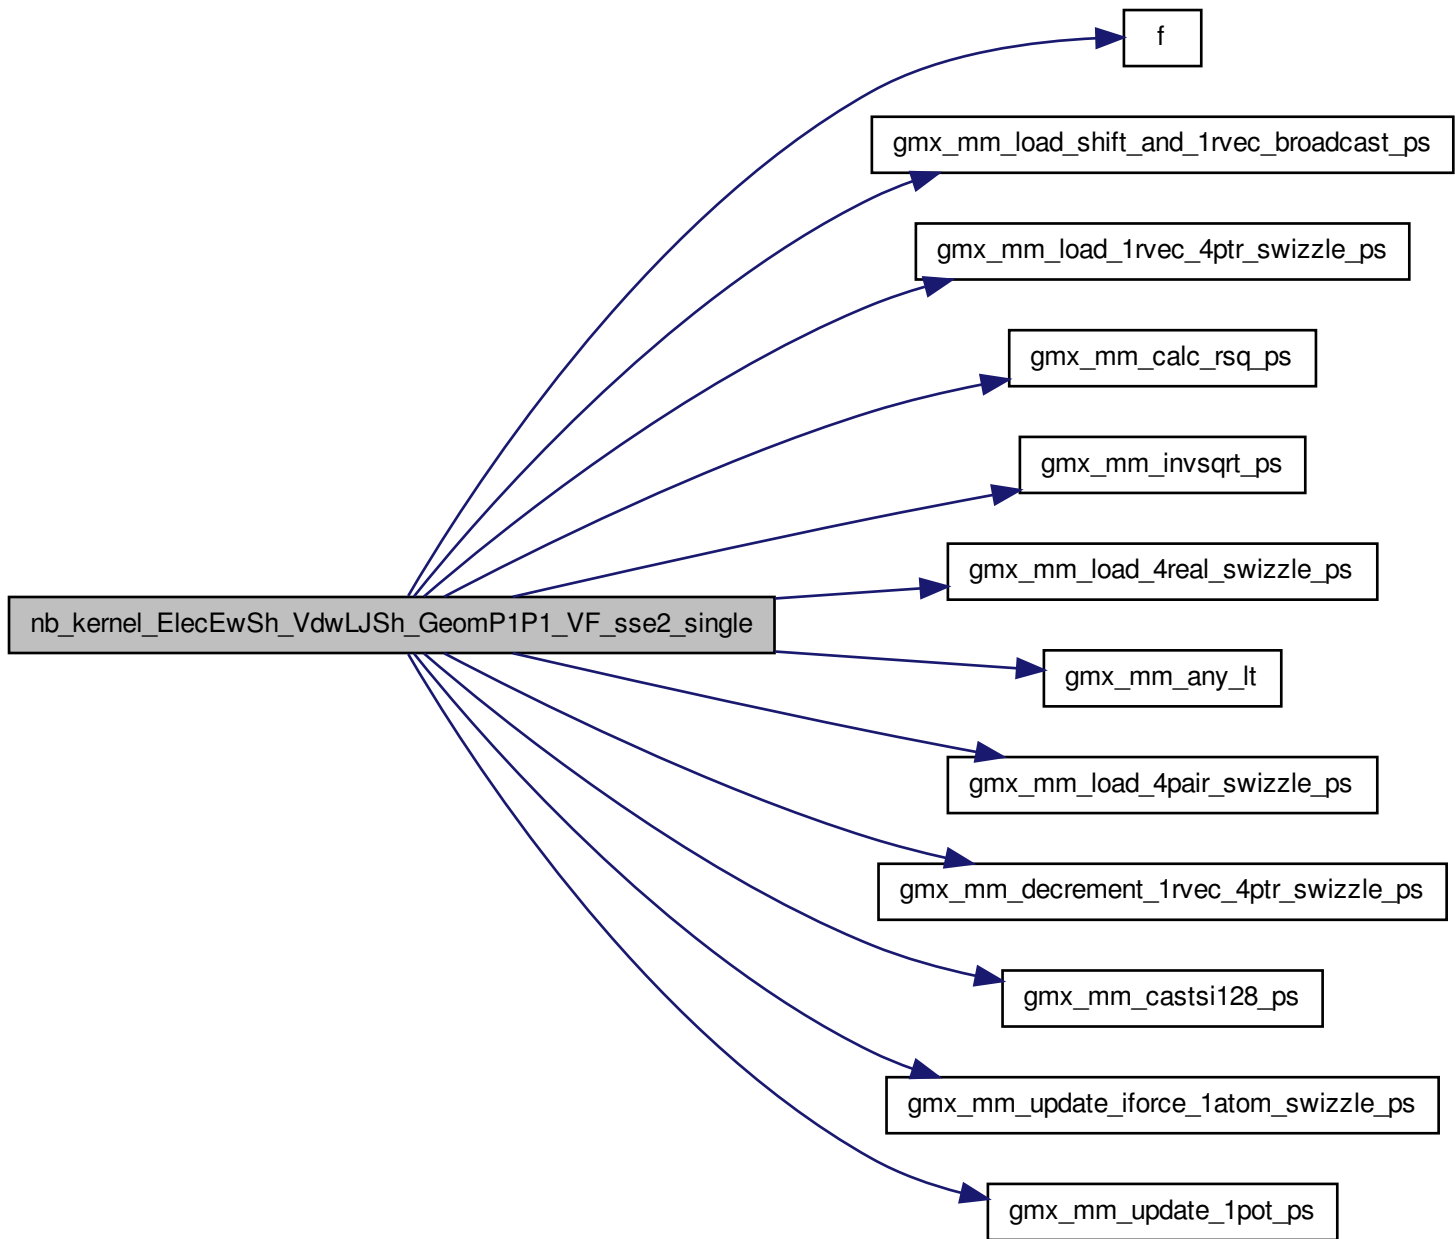 f
gmx_mm_load_shift_and_1rvec_broadcast_ps
gmx_mm_load_1rvec_4ptr_swizzle_ps
gmx_mm_calc_rsq_ps
gmx_mm_invsqrt_ps
gmx_mm_load_4real_swizzle_ps
nb_kernel_ElecEwSh_VdwLJSh_GeomP1P1_VF_sse2_single
gmx_mm_any_lt
gmx_mm_load_4pair_swizzle_ps
gmx_mm_decrement_1rvec_4ptr_swizzle_ps
gmx_mm_castsi128_ps
gmx_mm_update_iforce_1atom_swizzle_ps
gmx_mm_update_1pot_ps